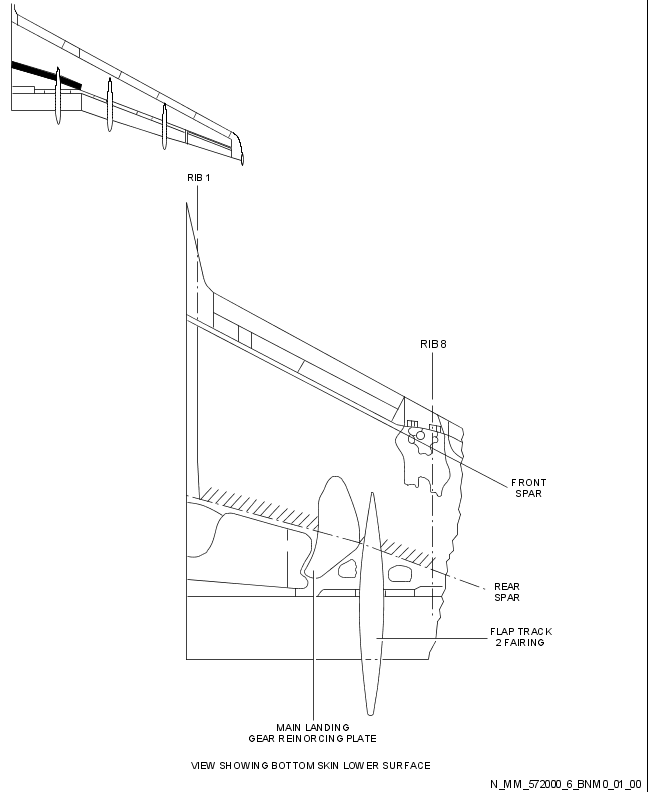 RIB 1
RIB 8
FRONT
SPAR
REAR
SPAR
FLAP TRACK
2 FAIRING
MAIN LANDING
GEAR REINORCING PLATE
VIEW SHOWING BOTTOM SKIN LOWER SURFACE
N_MM_572000_6_BNM0_01_00